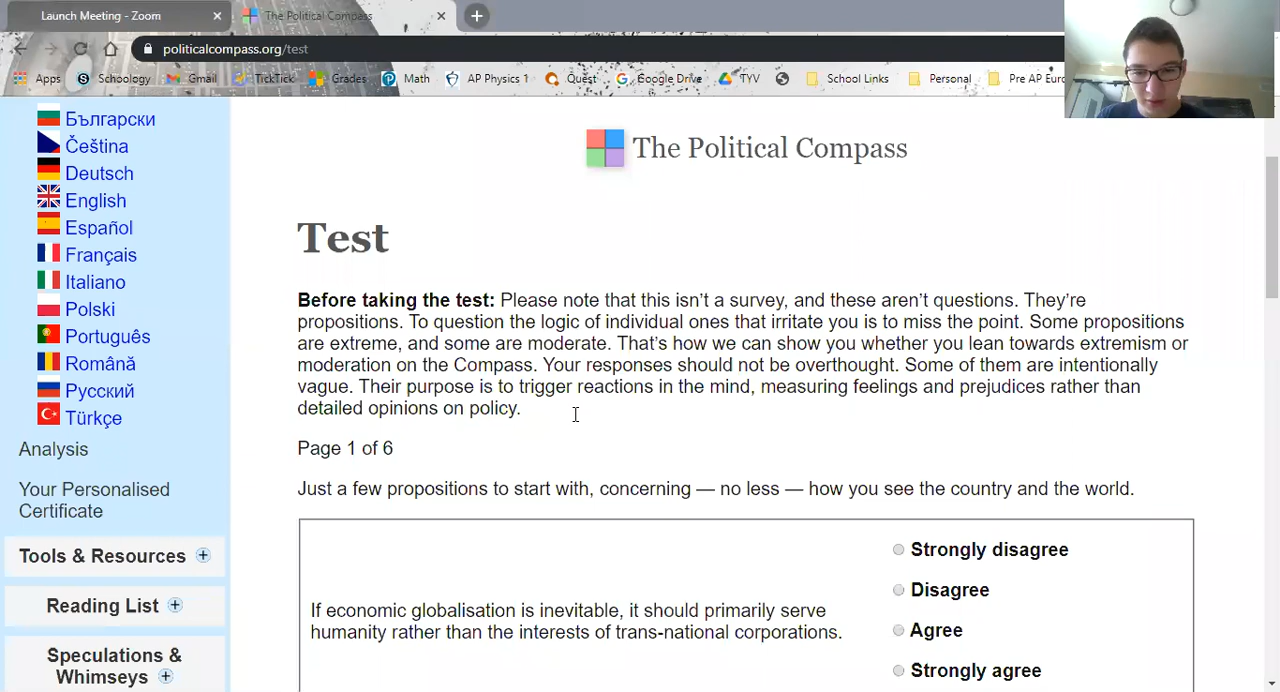 Launch Meeting - Zoom
The Political Compass
politicalcompass.org/test
Apps Schoology Gmail TickTick Grades Math AP Physics 1 Quest Google Drive TYV School Links Personal Pre AP Euro
Български
Čeština
Deutsch
English
Español
Français
Italiano
Polski
Português
Română
Русский
Türkçe
Analysis
Your Personalised
Certificate
Tools & Resources
Reading List
Speculations &
Whimseys
The Political Compass
Test
Before taking the test: Please note that this isn't a survey, and these aren't questions. They're
propositions. To question the logic of individual ones that irritate you is to miss the point. Some propositions
are extreme, and some are moderate. That's how we can show you whether you lean towards extremism or
moderation on the Compass. Your responses should not be overthought. Some of them are intentionally
vague. Their purpose is to trigger reactions in the mind, measuring feelings and prejudices rather than
detailed opinions on policy.
Page 1 of 6
Just a few propositions to start with, concerning — no less — how you see the country and the world.
If economic globalisation is inevitable, it should primarily serve
humanity rather than the interests of trans-national corporations.
Strongly disagree
Disagree
Agree
Strongly agree